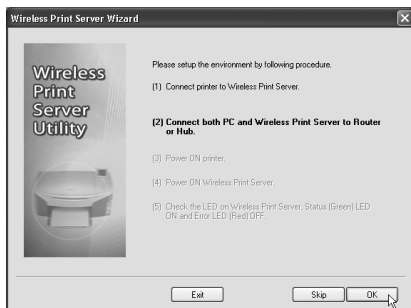 Wireless Print Server Wizard
Wireless
Print
Server
Utility
Please setup the environment by following procedure.
(1) Connect printer to Wireless Print Server.
(2) Connect both PC and Wireless Print Server to Router
or Hub.
(3) Power ON printer.
(4) Power ON Wireless Print Server.
(5) Check the LED on Wireless Print Server, Status (Green) LED
ON and Error LED (Red) OFF.
Exit
Skip
OK